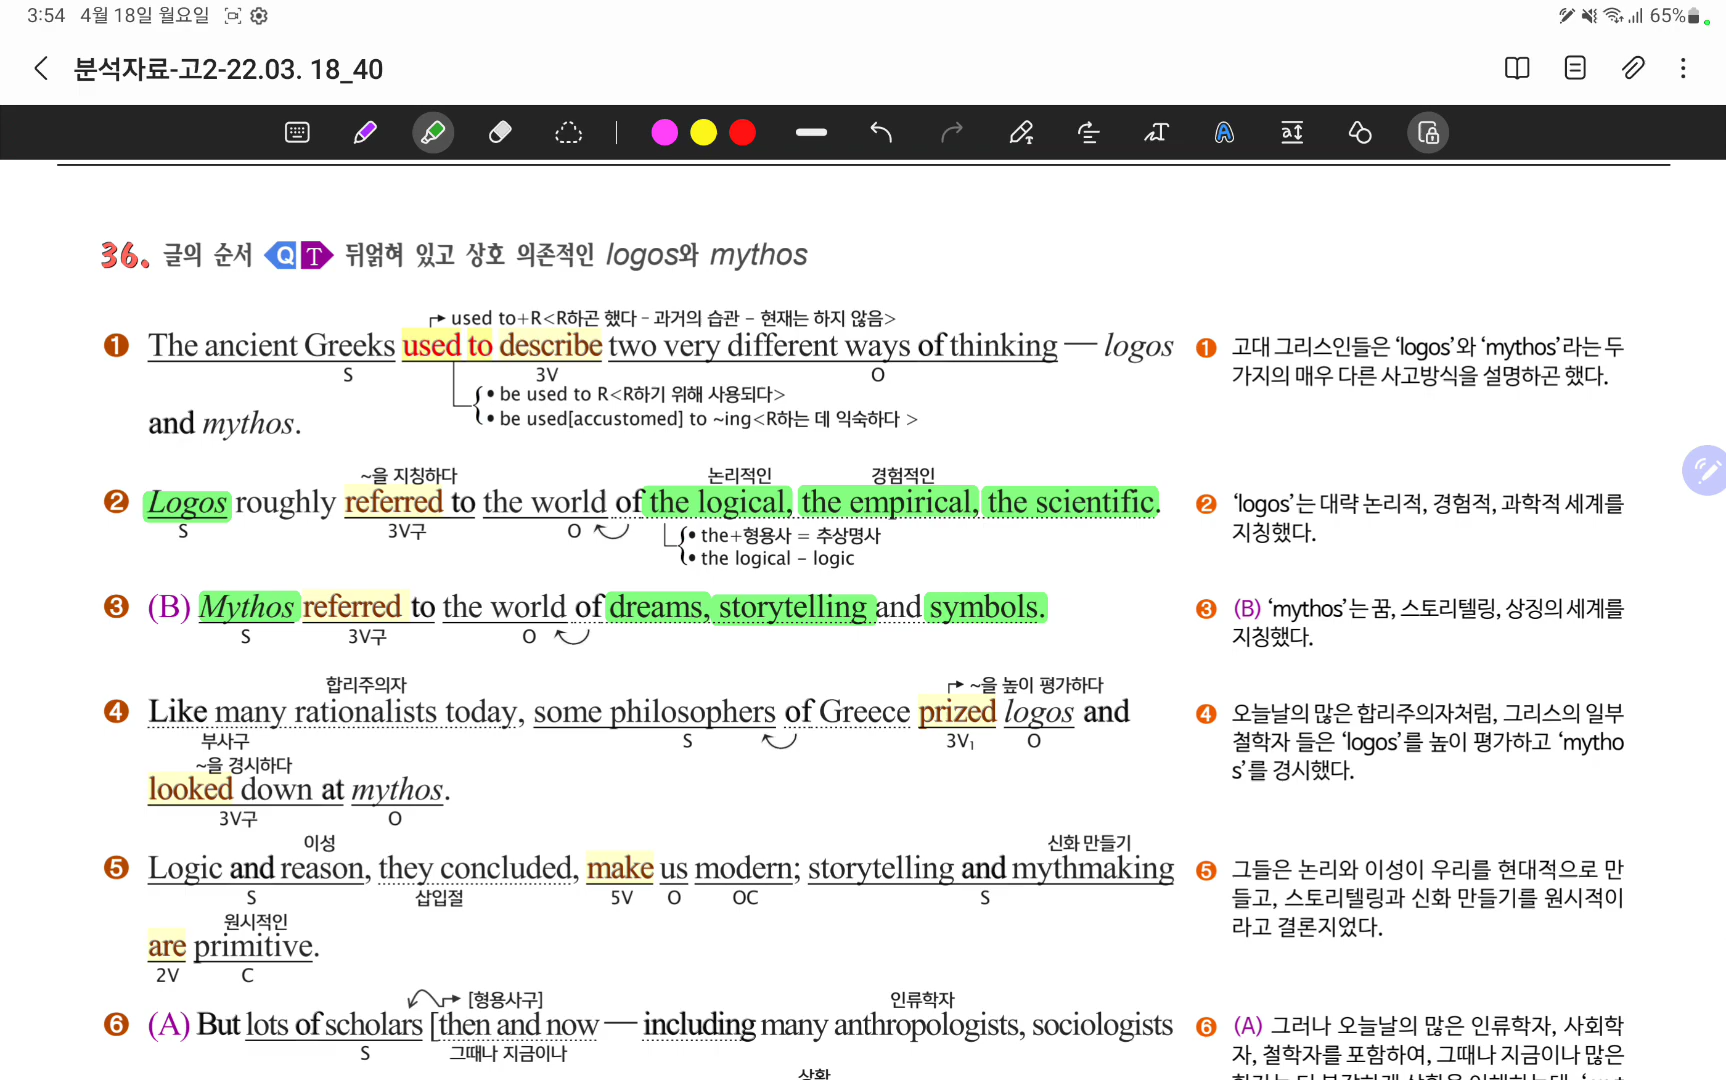 3:54 4월 18일 월요일
65%
분석자료-고2-22.03. 18_40
36. 글의 순서 Q T 뒤얽혀 있고 상호 의존적인 logos와 mythos
used to+R<R하곤 했다 – 과거의 습관 – 현재는 하지 않음>
❶ The ancient Greeks used to describe two very different ways of thinking — logos
S 3V O
• be used to R<R하기 위해 사용되다>
• be used[accustomed] to ~ing<R하는 데 익숙하다 >
and mythos.
❶ 고대 그리스인들은 ‘logos’와 ‘mythos’라는 두
가지의 매우 다른 사고방식을 설명하곤 했다.
~을 지칭하다 논리적인 경험적인
❷ Logos roughly referred to the world of the logical, the empirical, the scientific.
S 3V구 O
• the+형용사 = 추상명사
• the logical – logic
❷ ‘logos’는 대략 논리적, 경험적, 과학적 세계를
지칭했다.
❸ (B) Mythos referred to the world of dreams, storytelling and symbols.
S 3V구 O
❸ (B) ‘mythos’는 꿈, 스토리텔링, 상징의 세계를
지칭했다.
합리주의자 ~을 높이 평가하다
❹ Like many rationalists today, some philosophers of Greece prized logos and
부사구 S 3V₁ O
~을 경시하다
looked down at mythos.
3V구 O
❹ 오늘날의 많은 합리주의자처럼, 그리스의 일부
철학자 들은 ‘logos’를 높이 평가하고 ‘mytho
s’를 경시했다.
이성 신화 만들기
❺ Logic and reason, they concluded, make us modern; storytelling and mythmaking
S 삽입절 5V O OC S
원시적인
are primitive.
2V C
❺ 그들은 논리와 이성이 우리를 현대적으로 만
들고, 스토리텔링과 신화 만들기를 원시적이
라고 결론지었다.
[형용사구] 인류학자
❻ (A) But lots of scholars [then and now — including many anthropologists, sociologists
S 그때나 지금이나
상황
❻ (A) 그러나 오늘날의 많은 인류학자, 사회학
자, 철학자를 포함하여, 그때나 지금이나 많은